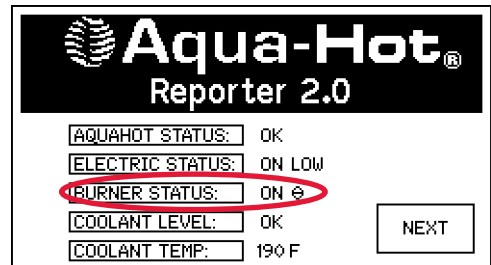 Aqua-Hot®
Reporter 2.0
AQUAHOT STATUS: OK
ELECTRIC STATUS: ON LOW
BURNER STATUS: ON ⊖
COOLANT LEVEL: OK
NEXT
COOLANT TEMP: 190 F